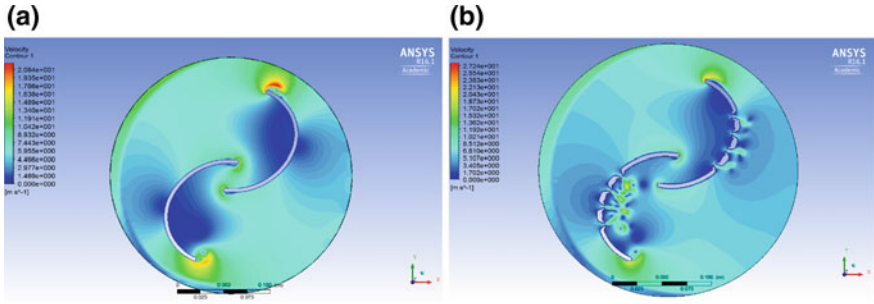 (a)
Velocity
Contour 1
2.084e+001
1.935e+001
1.786e+001
1.638e+001
1.489e+001
1.340e+001
1.191e+001
1.042e+001
8.932e+000
7.443e+000
5.955e+000
4.466e+000
2.977e+000
1.489e+000
0.000e+000
[m s^-1]
ANSYS
R16.1
Academic
0
0.050
0.100 (m)
0.025
0.075
(b)
Velocity
Contour 1
2.724e+001
2.554e+001
2.383e+001
2.213e+001
2.043e+001
1.873e+001
1.702e+001
1.532e+001
1.362e+001
1.192e+001
1.021e+001
8.512e+000
6.810e+000
5.107e+000
3.405e+000
1.702e+000
0.000e+000
[m s^-1]
ANSYS
R16.1
Academic
0
0.050
0.100 (m)
0.025
0.075